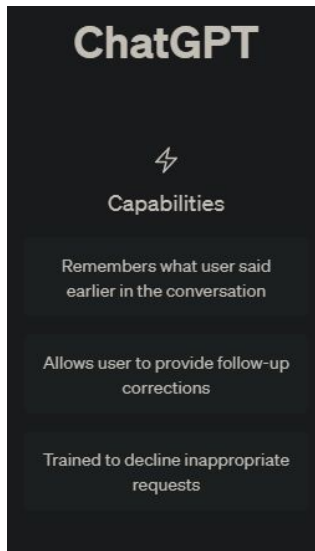 ChatGPT
Capabilities
Remembers what user said
earlier in the conversation
Allows user to provide follow-up
corrections
Trained to decline inappropriate
requests